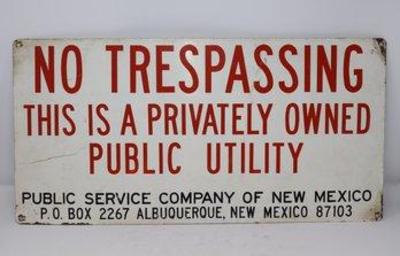 NO TRESPASSING
THIS IS A PRIVATELY OWNED
PUBLIC UTILITY
PUBLIC SERVICE COMPANY OF NEW MEXICO
P.O. BOX 2267 ALBUQUERQUE, NEW MEXICO 87103